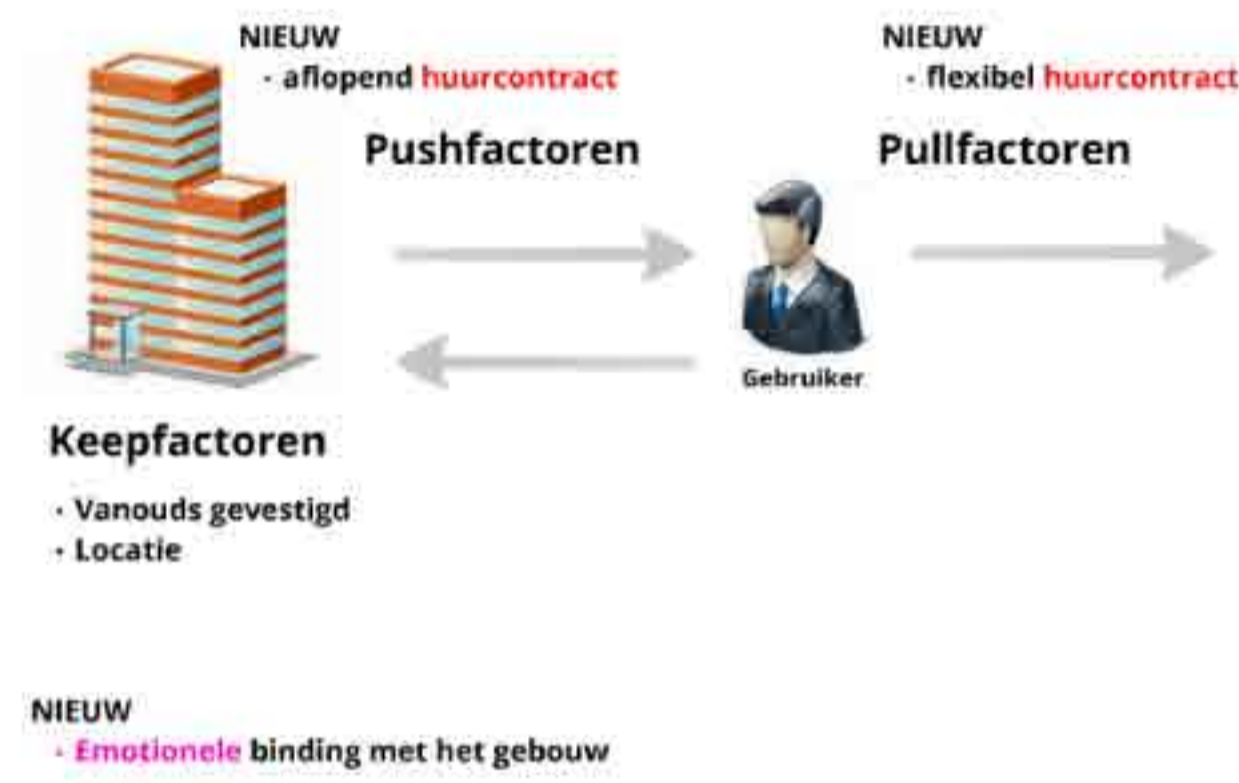 NIEUW
· aflopend huurcontract
Pushfactoren
NIEUW
· flexibel huurcontract
Pullfactoren
Gebruiker
Keepfactoren
· Vanouds gevestigd
· Locatie
NIEUW
· Emotionele binding met het gebouw